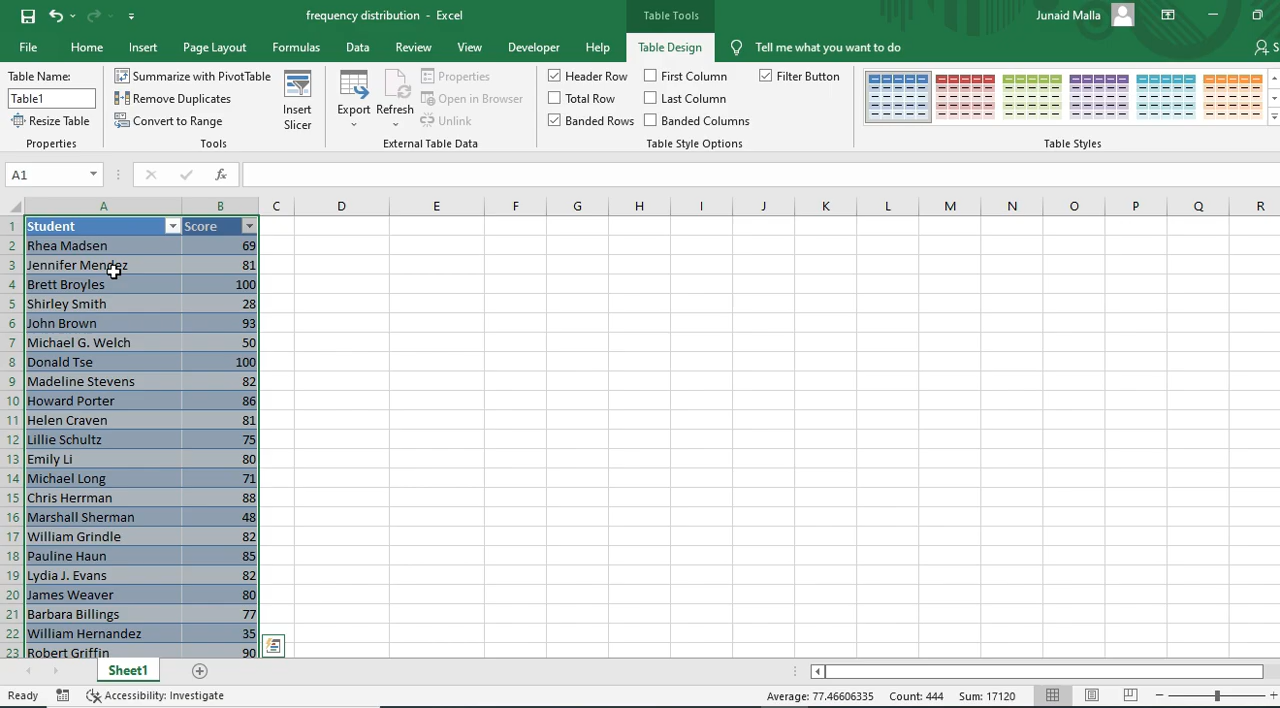 frequency distribution - Excel
Table Tools
Junaid Malla
File Home Insert Page Layout Formulas Data Review View Developer Help Table Design Tell me what you want to do S
Table Name:
Table1
Resize Table
Properties
Summarize with PivotTable
Remove Duplicates
Convert to Range
Tools
Insert
Slicer
Export
Refresh
Properties
Open in Browser
Unlink
External Table Data
Header Row First Column Filter Button
Total Row Last Column
Banded Rows Banded Columns
Table Style Options
Table Styles
A1 fx
A B C D E F G H I J K L M N O P Q R
1 Student Score
2 Rhea Madsen 69
3 Jennifer Mendez 81
4 Brett Broyles 100
5 Shirley Smith 28
6 John Brown 93
7 Michael G. Welch 50
8 Donald Tse 100
9 Madeline Stevens 82
10 Howard Porter 86
11 Helen Craven 81
12 Lillie Schultz 75
13 Emily Li 80
14 Michael Long 71
15 Chris Herrman 88
16 Marshall Sherman 48
17 William Grindle 82
18 Pauline Haun 85
19 Lydia J. Evans 82
20 James Weaver 80
21 Barbara Billings 77
22 William Hernandez 35
23 Robert Griffin 90
Sheet1
Ready Accessibility: Investigate Average: 77.46606335 Count: 444 Sum: 17120